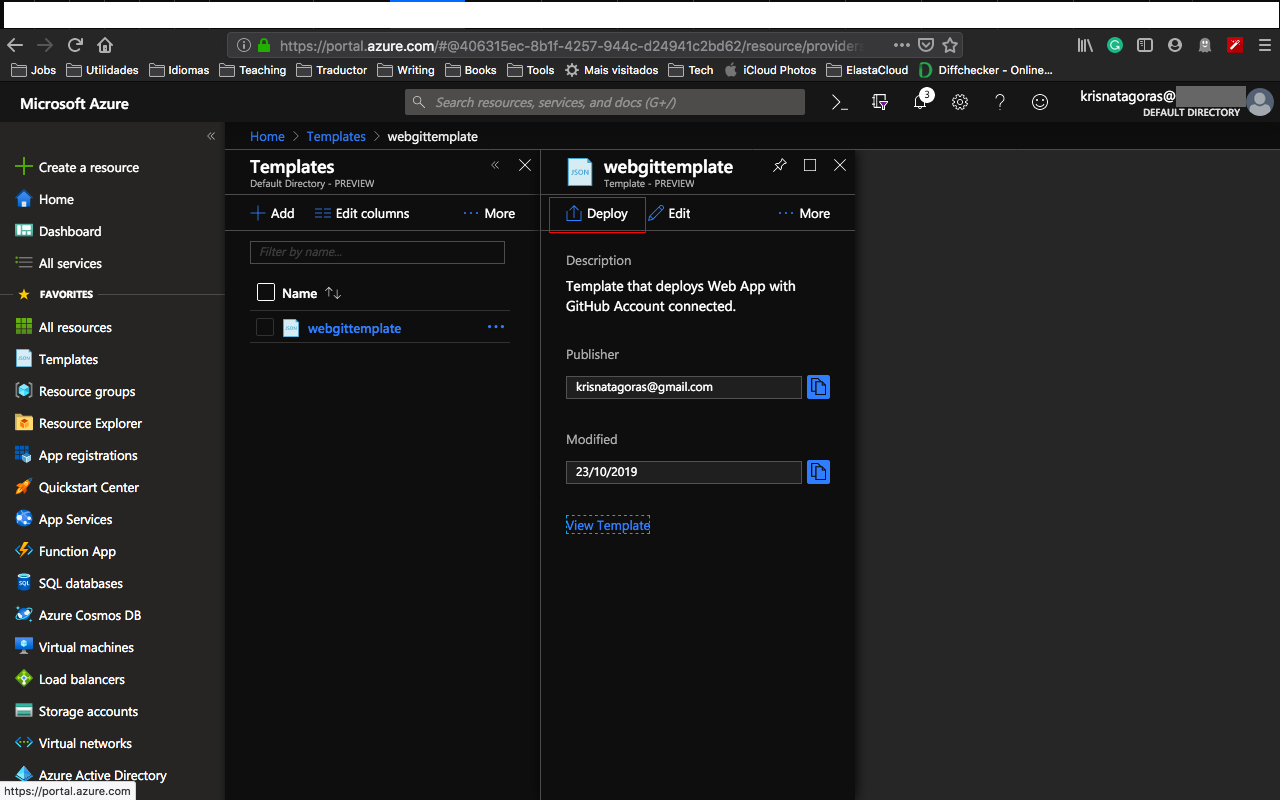 https://portal.azure.com/#@406315ec-8b1f-4257-944c-d24941c2bd62/resource/provider
Jobs Utilidades Idiomas Teaching Traductor Writing Books Tools Mais visitados Tech iCloud Photos ElastaCloud Diffchecker - Online...
Microsoft Azure
Search resources, services, and docs (G+/)
3
krisnatagoras@
DEFAULT DIRECTORY
Create a resource
Home
Dashboard
All services
FAVORITES
All resources
Templates
Resource groups
Resource Explorer
App registrations
Quickstart Center
App Services
Function App
SQL databases
Azure Cosmos DB
Virtual machines
Load balancers
Storage accounts
Virtual networks
Azure Active Directory
https://portal.azure.com
Home > Templates > webgittemplate
Templates
Default Directory - PREVIEW
Add Edit columns More
Filter by name...
Name
JSON webgittemplate
JSON
webgittemplate
Template - PREVIEW
Deploy Edit More
Description
Template that deploys Web App with
GitHub Account connected.
Publisher
krisnatagoras@gmail.com
Modified
23/10/2019
View Template